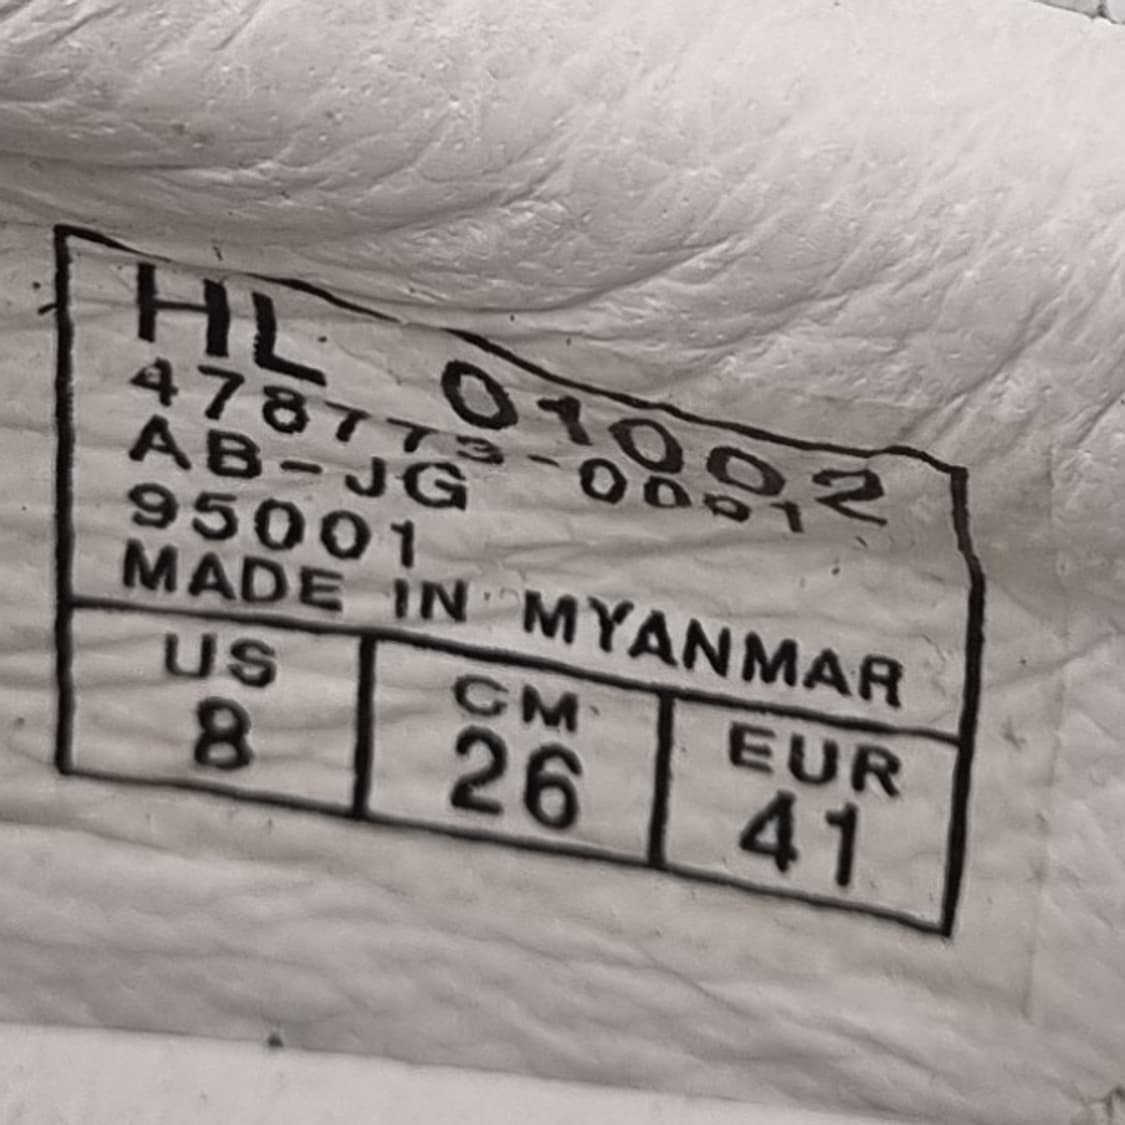 HL 01002
478773-0001
AB-JG
95001
MADE IN MYANMAR
US CM EUR
8 26 41